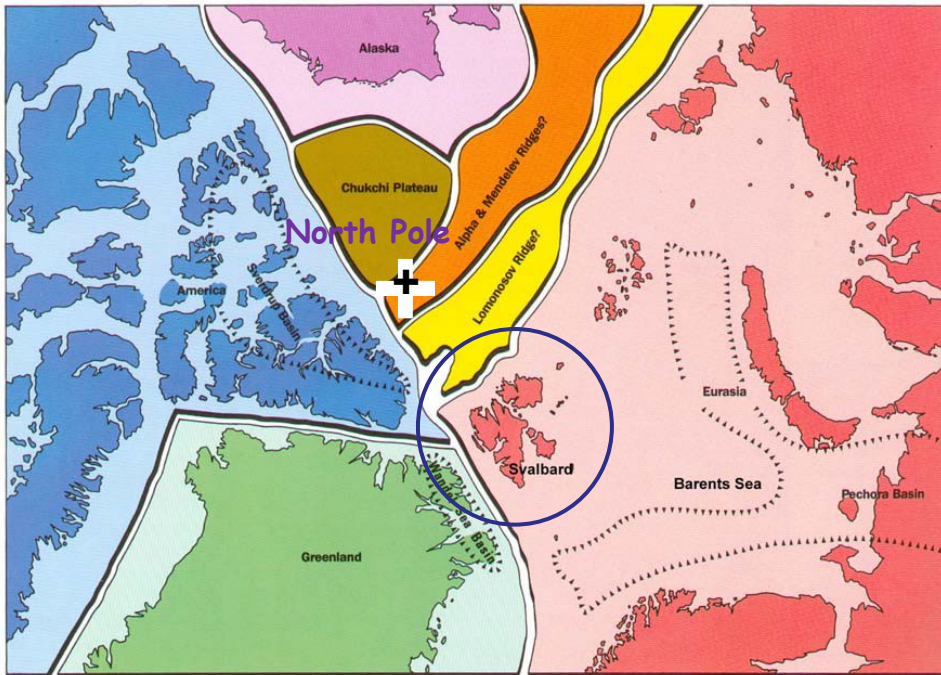 Alaska
Chukchi Plateau
Alpha & Mendelev Ridges?
North Pole
Lomonosov Ridge?
America
Sverdrup Basin
Eurasia
Svalbard
Barents Sea
Pechora Basin
Wandel Sea Basin
Greenland